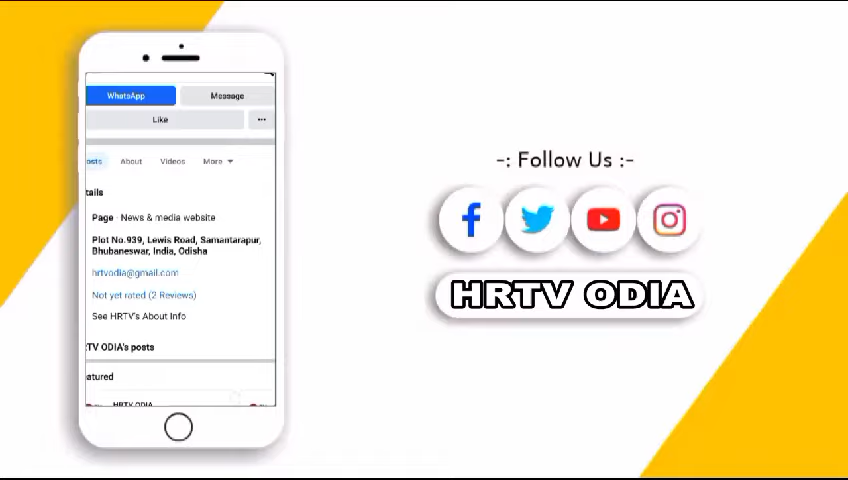 WhatsApp
Message
Like
osts
About
Videos
More
tails
Page · News & media website
Plot No.939, Lewis Road, Samantarapur,
Bhubaneswar, India, Odisha
hrtvodia@gmail.com
Not yet rated (2 Reviews)
See HRTV's About Info
TV ODIA's posts
eatured
HRTV ODIA
-: Follow Us :-
HRTV ODIA